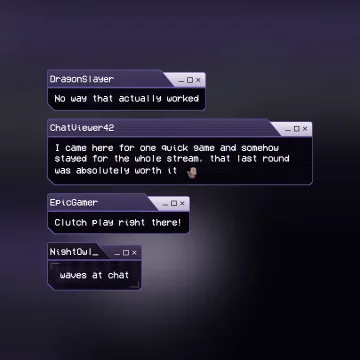 DragonSlayer
No way that actually worked
ChatViewer42
I came here for one quick game and somehow
stayed for the whole stream, that last round
was absolutely worth it
EpicGamer
Clutch play right there!
NightOwl_
waves at chat